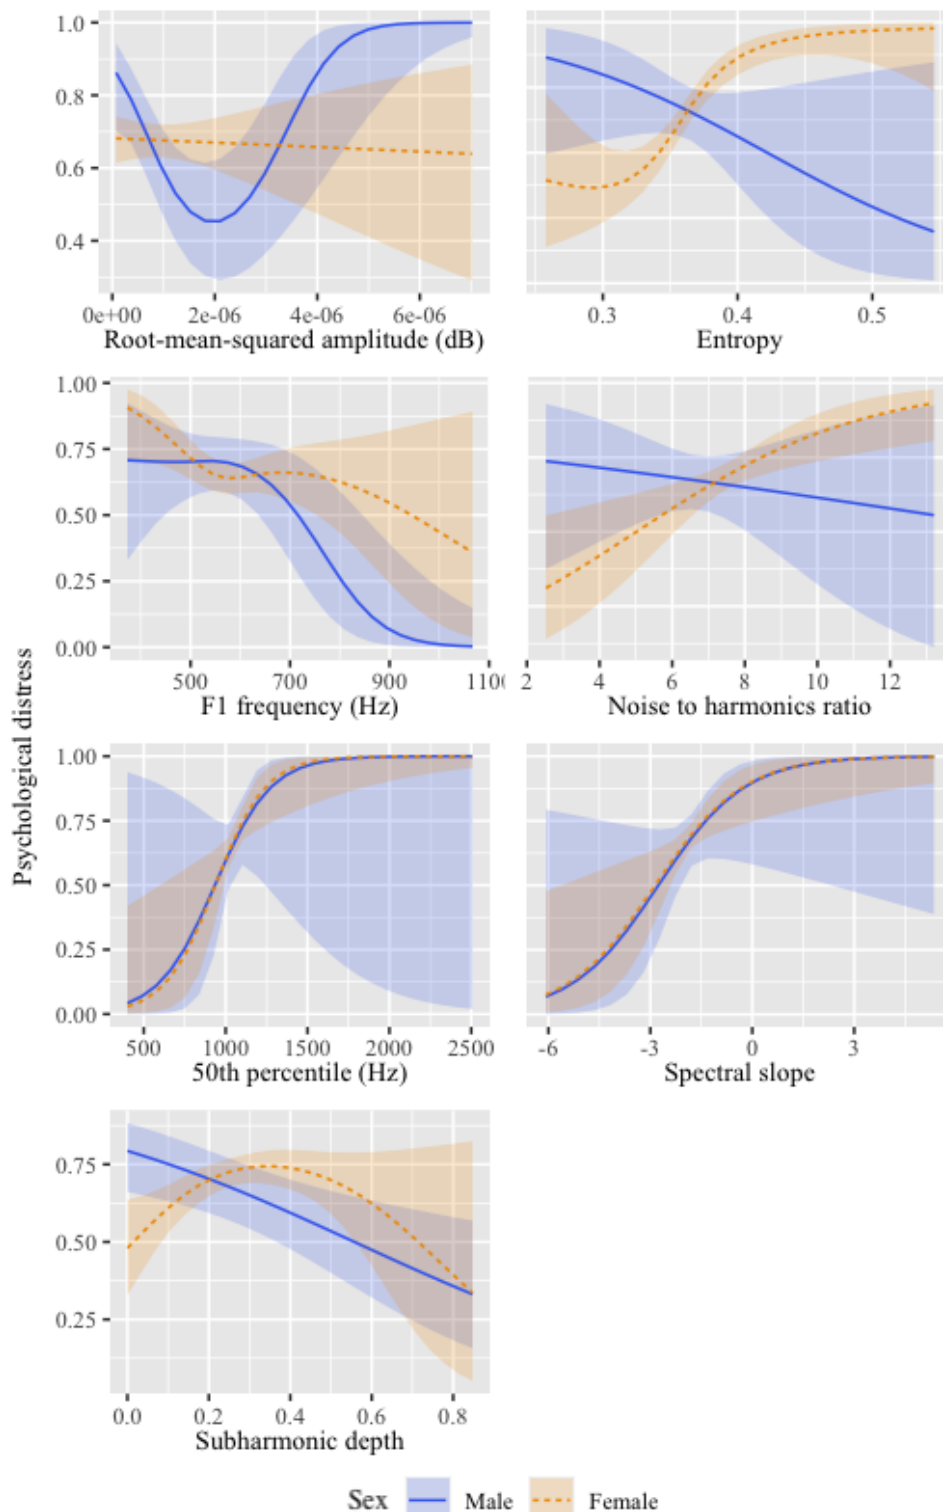 1.0
0.8
0.6
0.4
0e+00 2e-06 4e-06 6e-06
Root-mean-squared amplitude (dB)
0.3 0.4 0.5
Entropy
1.00
0.75
0.50
0.25
0.00
500 700 900 110
F1 frequency (Hz)
2 4 6 8 10 12
Noise to harmonics ratio
Psychological distress
1.00
0.75
0.50
0.25
0.00
500 1000 1500 2000 2500
50th percentile (Hz)
-6 -3 0 3
Spectral slope
0.75
0.50
0.25
0.0 0.2 0.4 0.6 0.8
Subharmonic depth
Sex Male Female